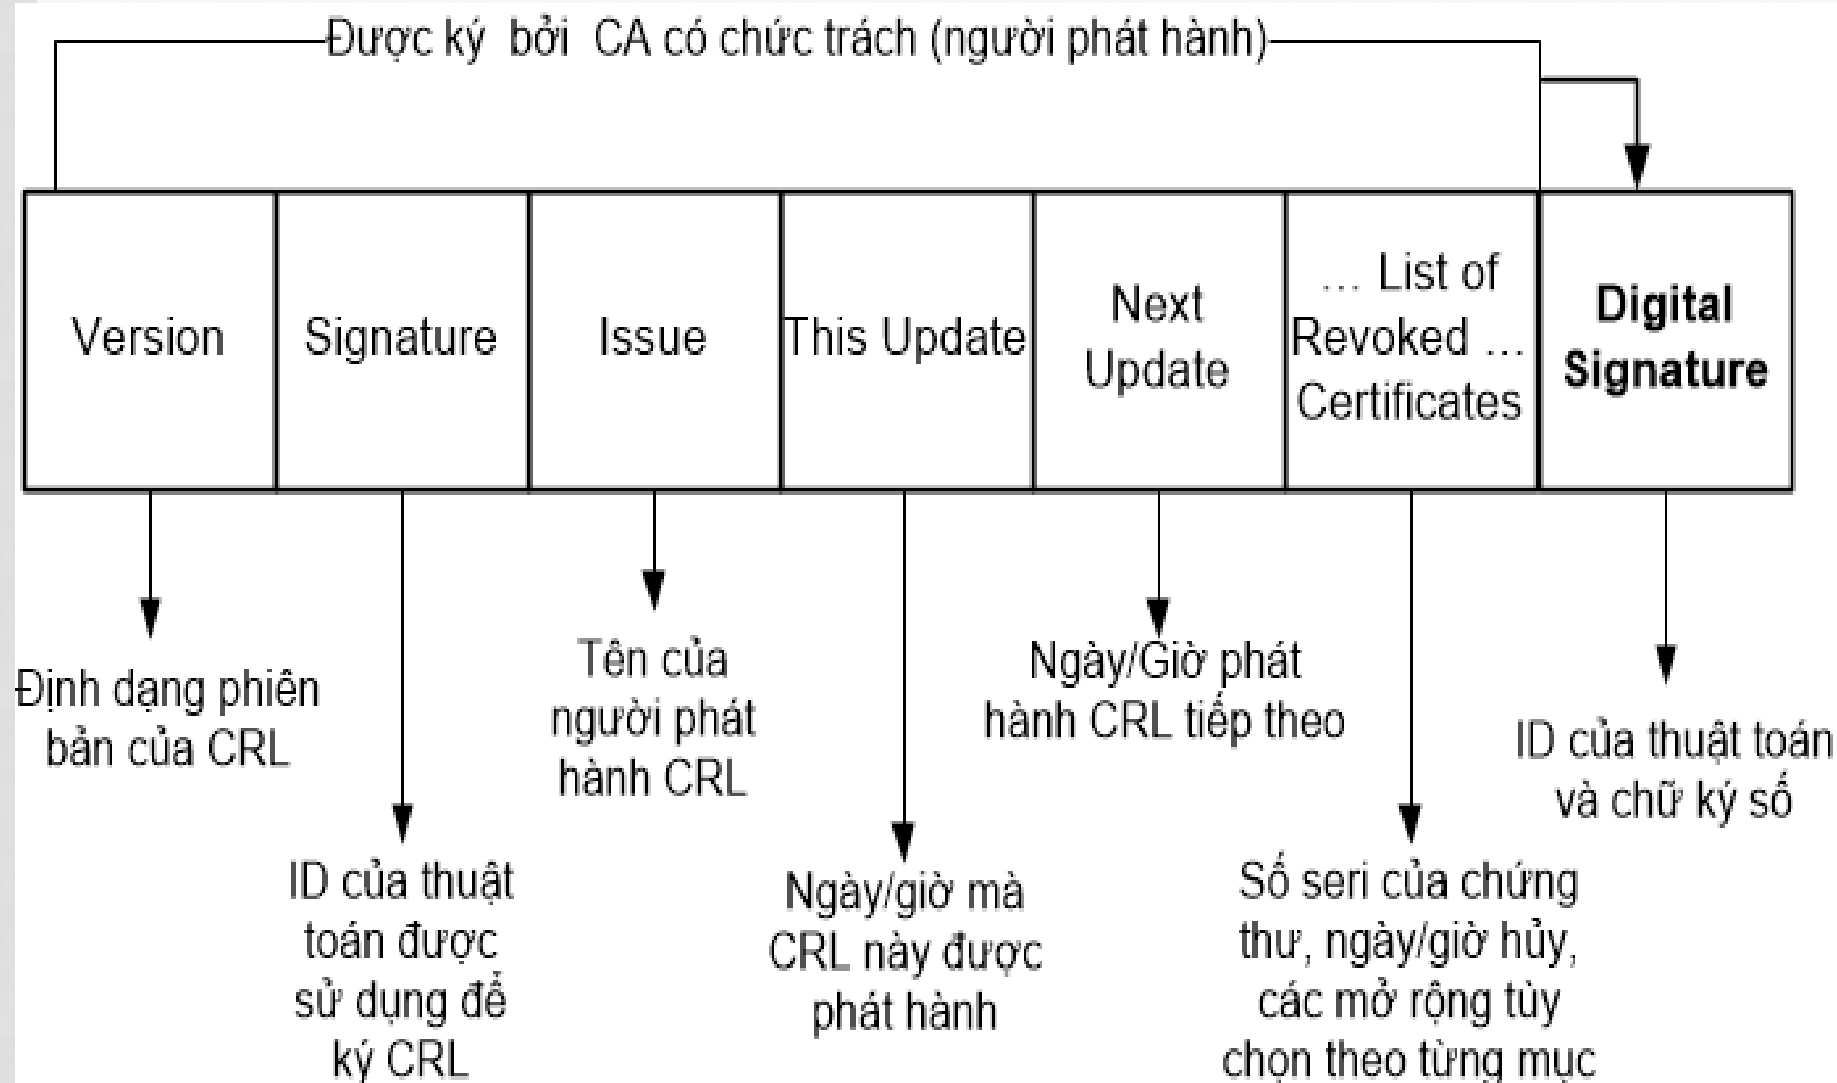 Được ký bởi CA có chức trách (người phát hành)
Version
Signature
Issue
This Update
Next
Update
... List of
Revoked ...
Certificates
Digital
Signature
Định dạng phiên
bản của CRL
ID của thuật
toán được
sử dụng để
ký CRL
Tên của
người phát
hành CRL
Ngày/giờ mà
CRL này được
phát hành
Ngày/Giờ phát
hành CRL tiếp theo
Số seri của chứng
thư, ngày/giờ hủy,
các mở rộng tùy
chọn theo từng mục
ID của thuật toán
và chữ ký số